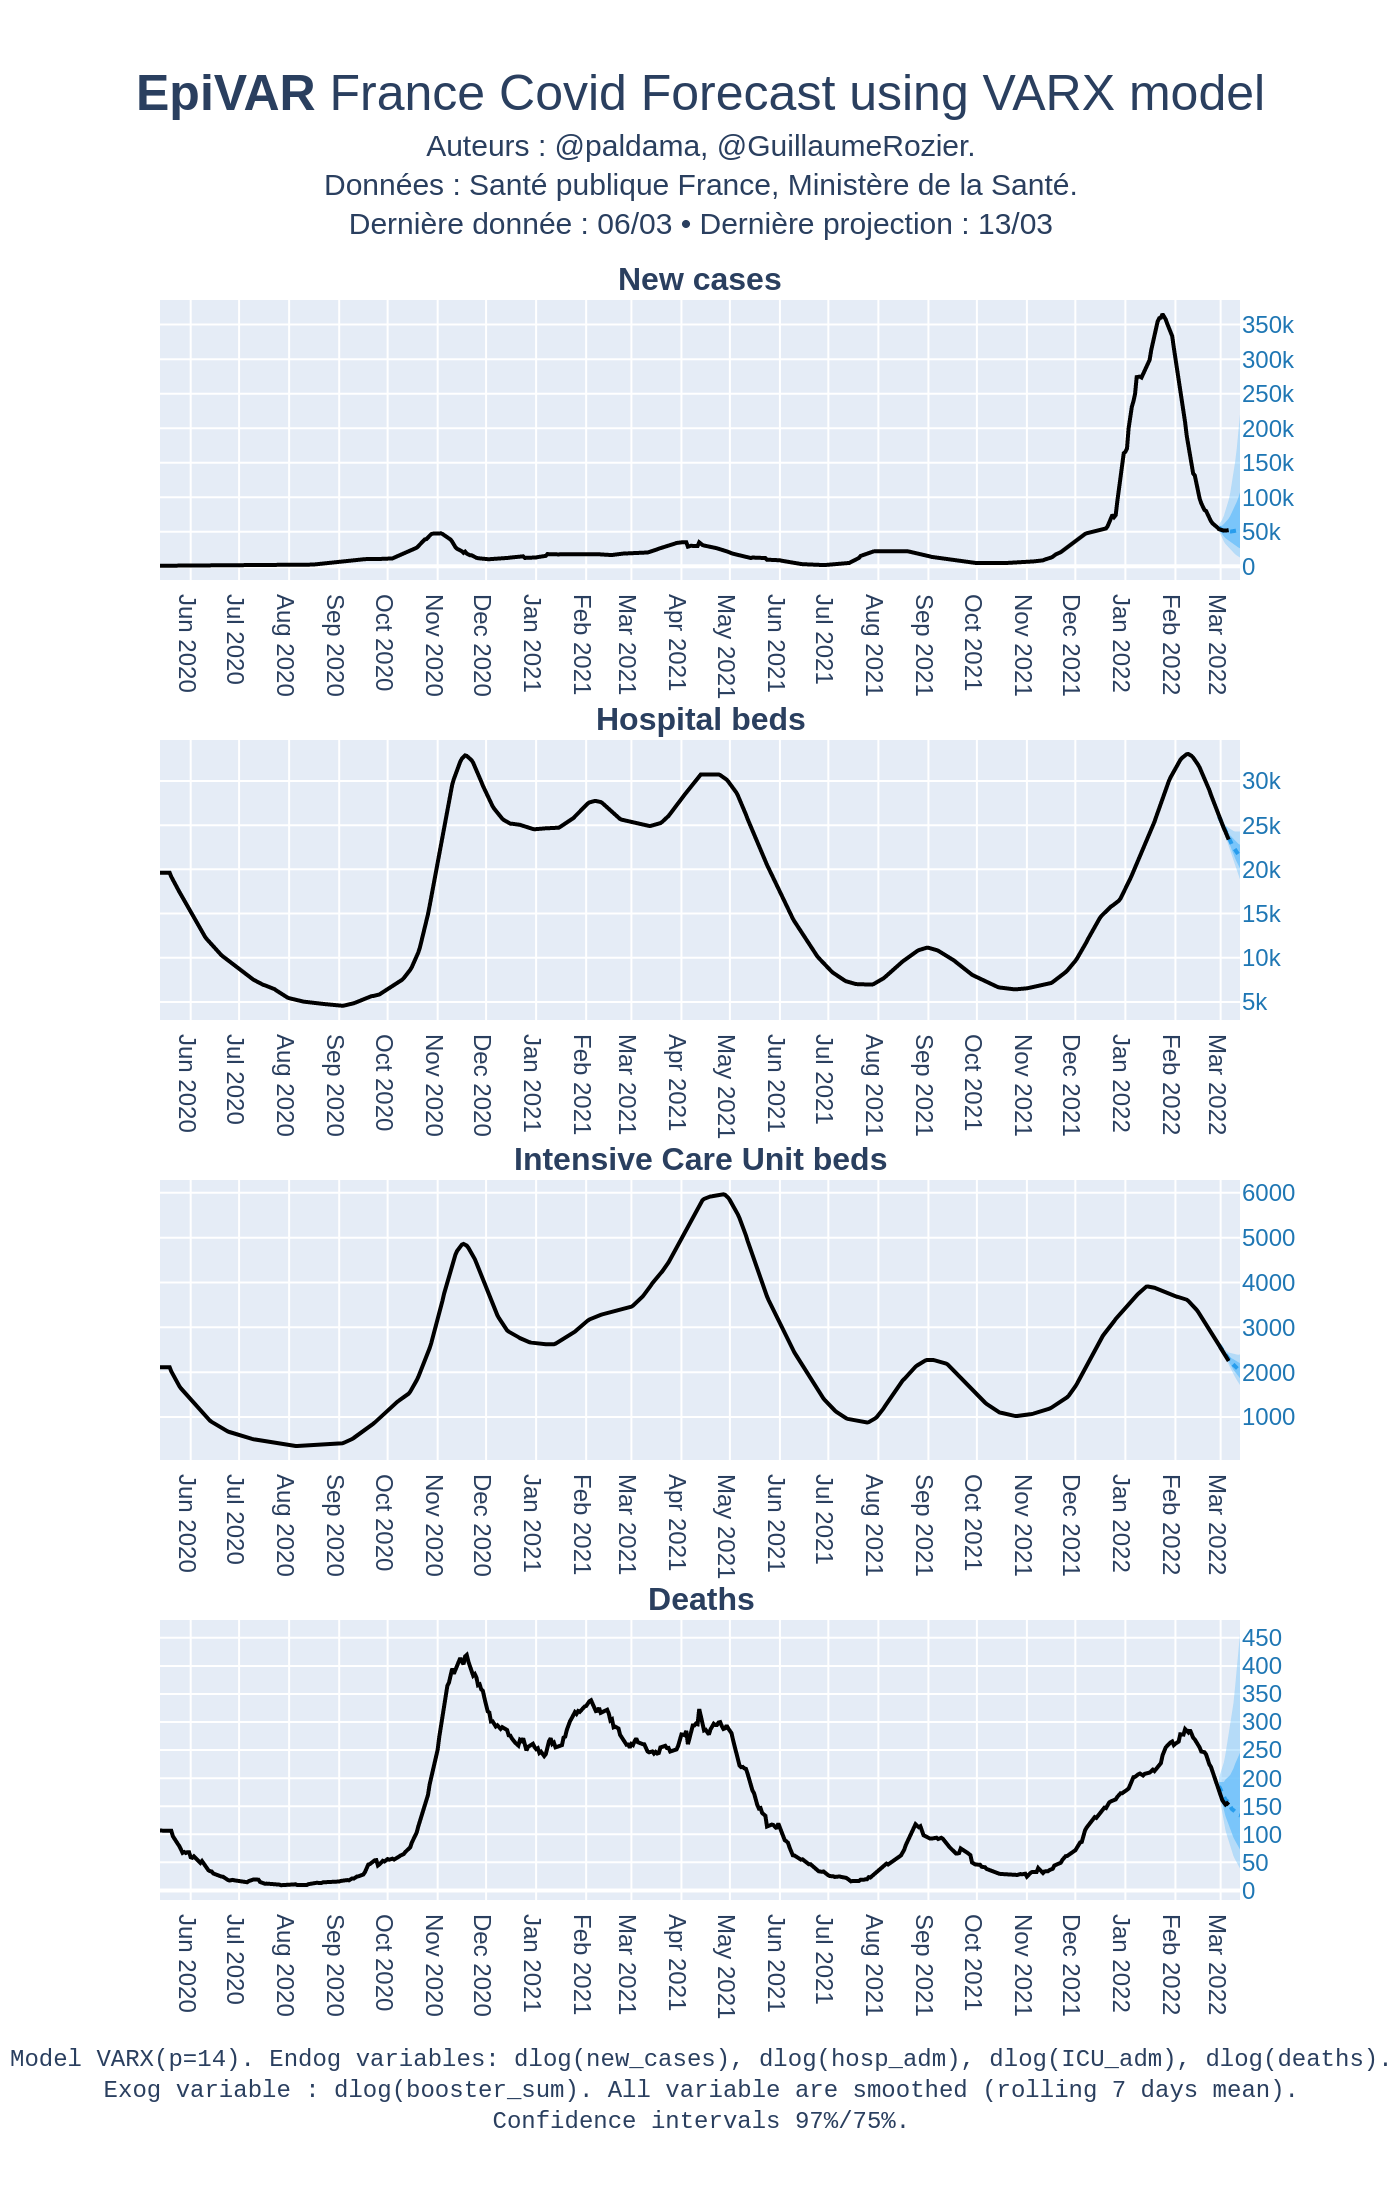 EpiVAR France Covid Forecast using VARX model
Auteurs : @paldama, @GuillaumeRozier.
Données : Santé publique France, Ministère de la Santé.
Dernière donnée : 06/03 • Dernière projection : 13/03
New cases
350k
300k
250k
200k
150k
100k
50k
0
Jun 2020
Jul 2020
Aug 2020
Sep 2020
Oct 2020
Nov 2020
Dec 2020
Jan 2021
Feb 2021
Mar 2021
Apr 2021
May 2021
Jun 2021
Jul 2021
Aug 2021
Sep 2021
Oct 2021
Nov 2021
Dec 2021
Jan 2022
Feb 2022
Mar 2022
Hospital beds
30k
25k
20k
15k
10k
5k
Jun 2020
Jul 2020
Aug 2020
Sep 2020
Oct 2020
Nov 2020
Dec 2020
Jan 2021
Feb 2021
Mar 2021
Apr 2021
May 2021
Jun 2021
Jul 2021
Aug 2021
Sep 2021
Oct 2021
Nov 2021
Dec 2021
Jan 2022
Feb 2022
Mar 2022
Intensive Care Unit beds
6000
5000
4000
3000
2000
1000
Jun 2020
Jul 2020
Aug 2020
Sep 2020
Oct 2020
Nov 2020
Dec 2020
Jan 2021
Feb 2021
Mar 2021
Apr 2021
May 2021
Jun 2021
Jul 2021
Aug 2021
Sep 2021
Oct 2021
Nov 2021
Dec 2021
Jan 2022
Feb 2022
Mar 2022
Deaths
450
400
350
300
250
200
150
100
50
0
Jun 2020
Jul 2020
Aug 2020
Sep 2020
Oct 2020
Nov 2020
Dec 2020
Jan 2021
Feb 2021
Mar 2021
Apr 2021
May 2021
Jun 2021
Jul 2021
Aug 2021
Sep 2021
Oct 2021
Nov 2021
Dec 2021
Jan 2022
Feb 2022
Mar 2022
Model VARX(p=14). Endog variables: dlog(new_cases), dlog(hosp_adm), dlog(ICU_adm), dlog(deaths).
Exog variable : dlog(booster_sum). All variable are smoothed (rolling 7 days mean).
Confidence intervals 97%/75%.